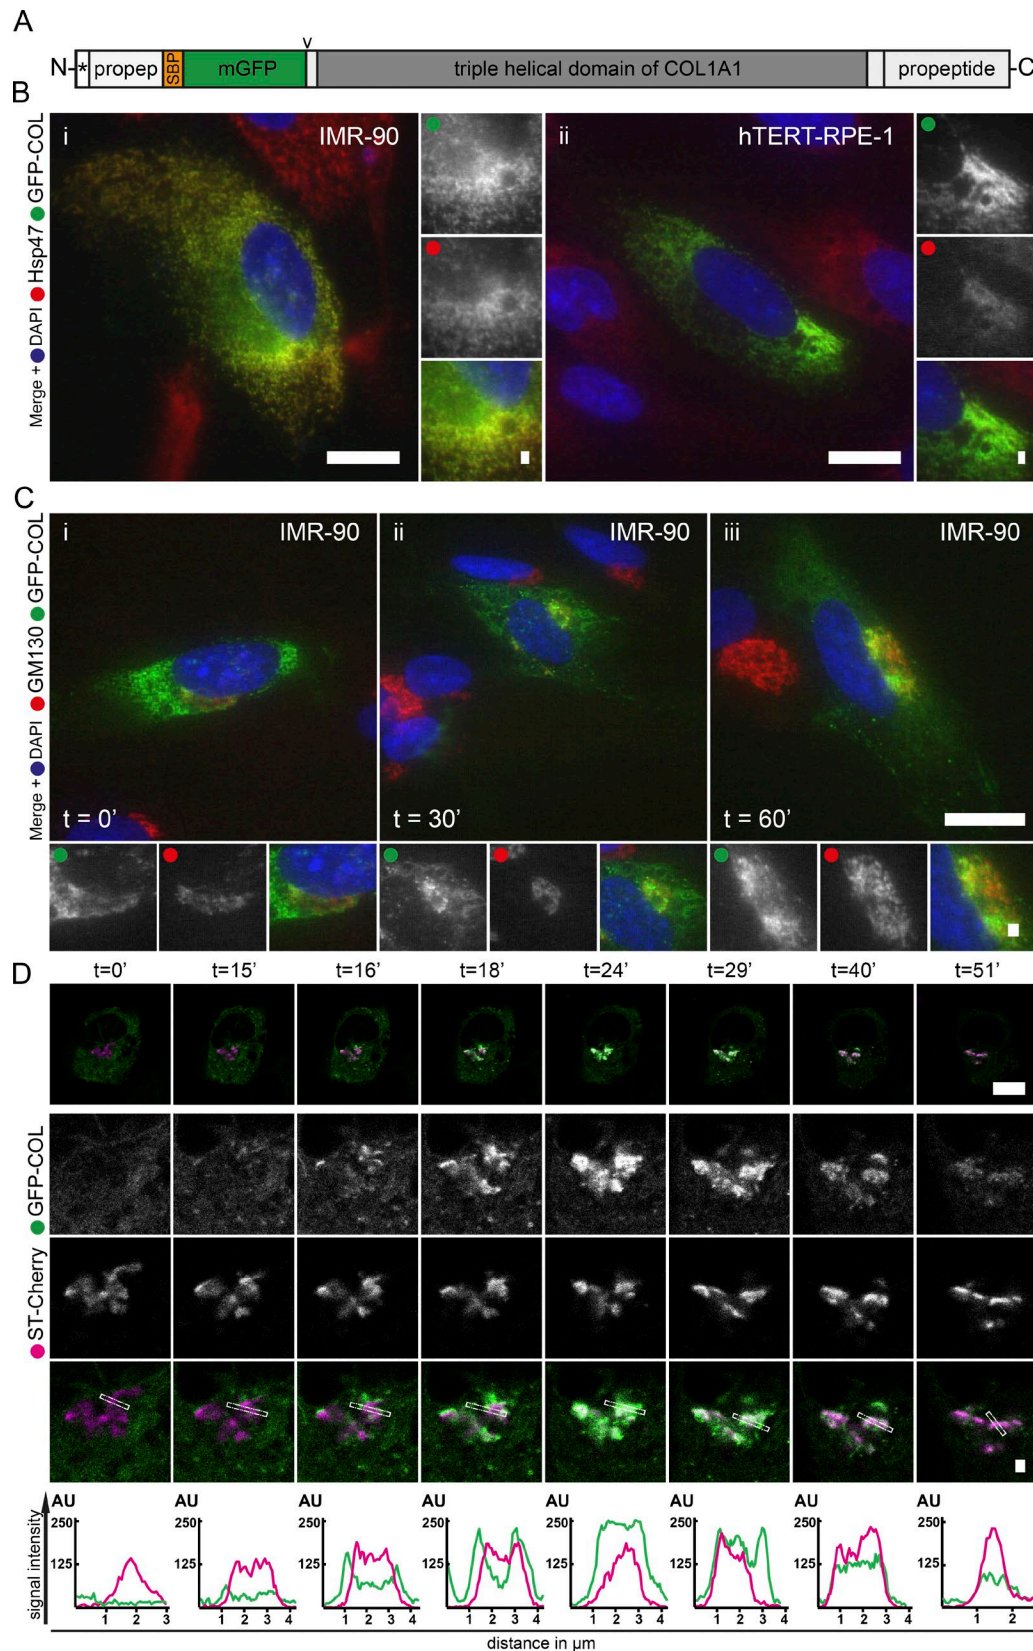 A
v
N- * propep SBP mGFP triple helical domain of COL1A1 propeptide -C
B
Merge + DAPI Hsp47 GFP-COL
i IMR-90
ii hTERT-RPE-1
C
Merge + DAPI GM130 GFP-COL
i IMR-90
ii IMR-90
iii IMR-90
t = 0’
t = 30’
t = 60’
D
t=0’ t=15’ t=16’ t=18’ t=24’ t=29’ t=40’ t=51’
GFP-COL
ST-Cherry
signal intensity
AU AU AU AU AU AU AU AU
250 250 250 250 250 250 250 250
125 125 125 125 125 125 125 125
1 2 3 1 2 3 4 1 2 3 4 1 2 3 4 1 2 3 4 1 2 3 4 1 2 3 4 1 2
distance in µm